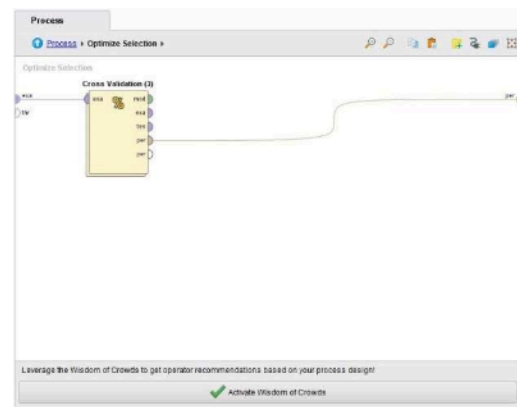 Process
Process ▸ Optimize Selection ▸
Optimize Selection
Cross Validation (3)
exa
thr
exa
mod
exa
tes
per
per
per
Leverage the Wisdom of Crowds to get operator recommendations based on your process design!
Activate Wisdom of Crowds